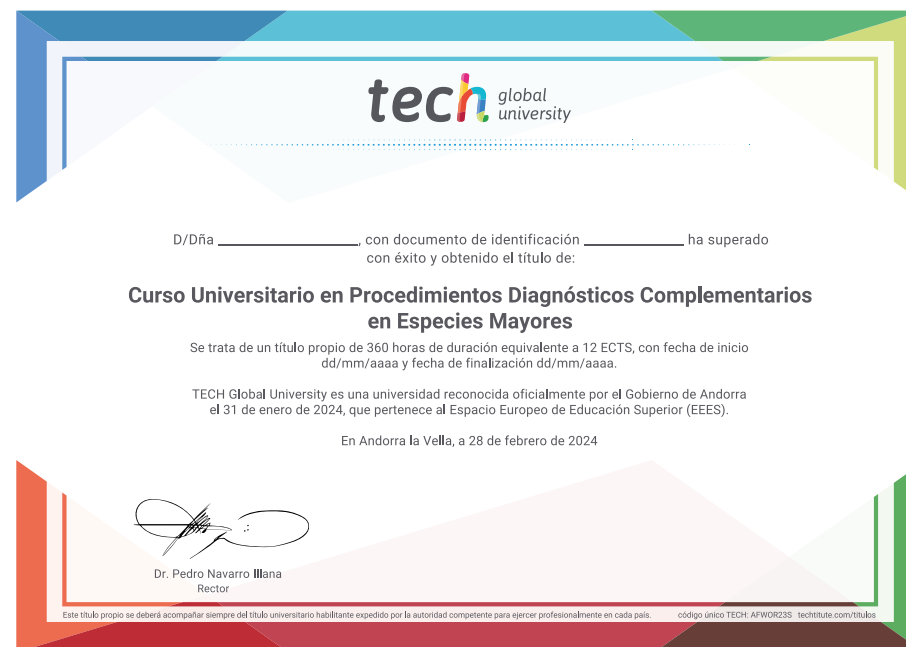 tech global university
D/Dña ______________, con documento de identificación __________ ha superado
con éxito y obtenido el título de:
Curso Universitario en Procedimientos Diagnósticos Complementarios
en Especies Mayores
Se trata de un título propio de 360 horas de duración equivalente a 12 ECTS, con fecha de inicio
dd/mm/aaaa y fecha de finalización dd/mm/aaaa.
TECH Global University es una universidad reconocida oficialmente por el Gobierno de Andorra
el 31 de enero de 2024, que pertenece al Espacio Europeo de Educación Superior (EEES).
En Andorra la Vella, a 28 de febrero de 2024
Dr. Pedro Navarro Illana
Rector
Este título propio se deberá acompañar siempre del título universitario habilitante expedido por la autoridad competente para ejercer profesionalmente en cada país. código único TECH: AFWOR23S techtitute.com/titulos